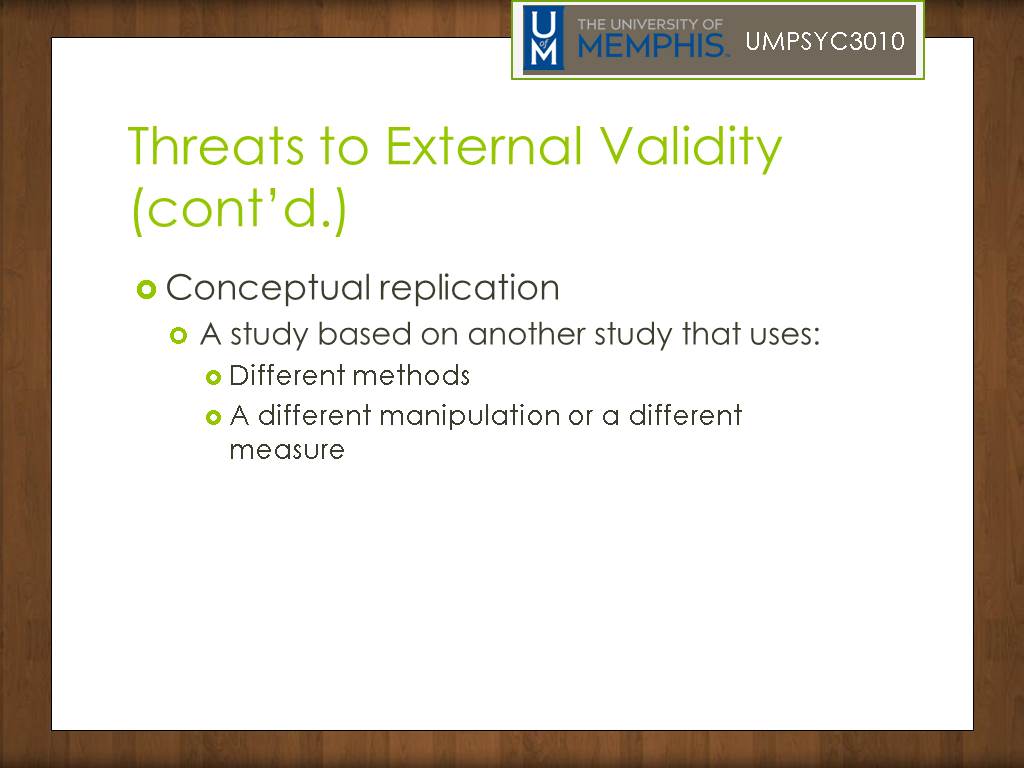 U
of
M
THE UNIVERSITY OF
MEMPHIS™
UMPSYC3010
Threats to External Validity
(cont’d.)
Conceptual replication
A study based on another study that uses:
Different methods
A different manipulation or a different
measure